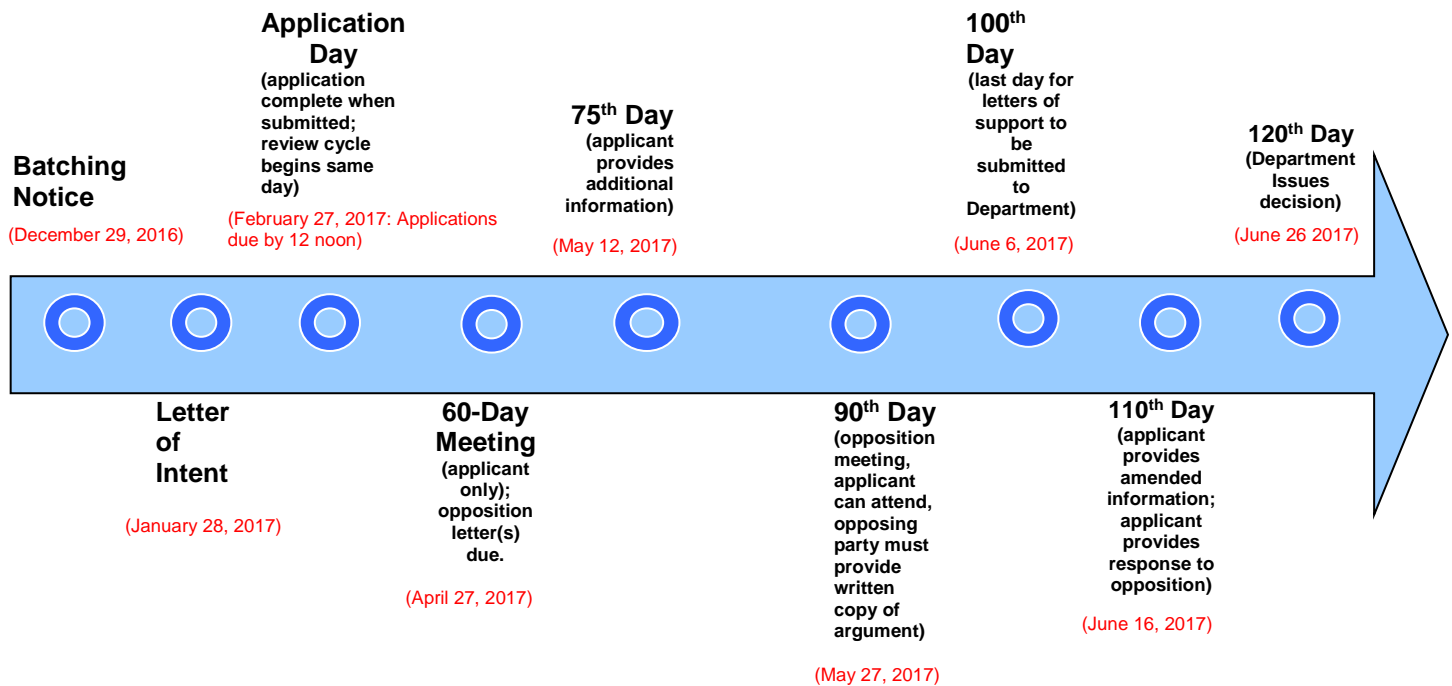 Batching
Notice
(December 29, 2016)
Letter
of
Intent
(January 28, 2017)
Application
Day
(application
complete when
submitted;
review cycle
begins same
day)
(February 27, 2017: Applications
due by 12 noon)
60-Day
Meeting
(applicant
only);
opposition
letter(s)
due.
(April 27, 2017)
75th Day
(applicant
provides
additional
information)
(May 12, 2017)
90th Day
(opposition
meeting,
applicant
can attend,
opposing
party must
provide
written
copy of
argument)
(May 27, 2017)
100th
Day
(last day for
letters of
support to
be
submitted
to
Department)
(June 6, 2017)
110th Day
(applicant
provides
amended
information;
applicant
provides
response to
opposition)
(June 16, 2017)
120th Day
(Department
Issues
decision)
(June 26 2017)